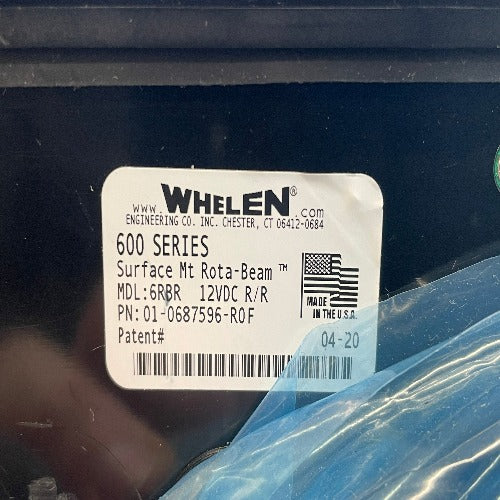 www.WHELEN®.com
ENGINEERING CO. INC. CHESTER, CT 06412-0684
600 SERIES
Surface Mt Rota-Beam ™
MDL:6RBR 12VDC R/R
PN:01-0687596-R0F
Patent#
MADE
IN THE U.S.A.
04-20